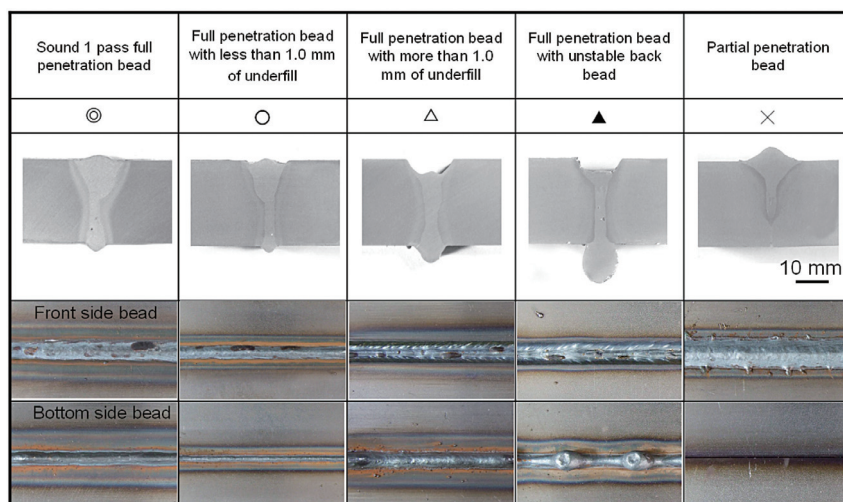 Sound 1 pass full
penetration bead
Full penetration bead
with less than 1.0 mm
of underfill
Full penetration bead
with more than 1.0
mm of underfill
Full penetration bead
with unstable back
bead
Partial penetration
bead
◎
○
△
▲
×
10 mm
Front side bead
Bottom side bead